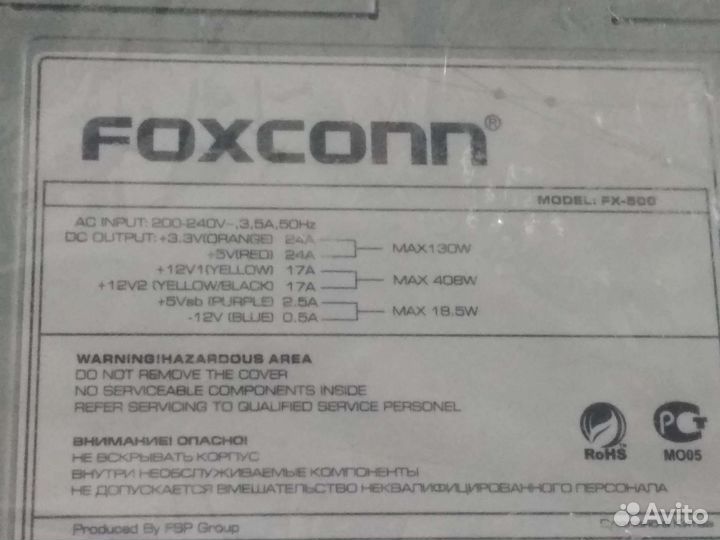 FOXCONN®
MODEL: FX-500
AC INPUT: 200-240V~,3.5A,50Hz
DC OUTPUT: +3.3V(ORANGE) 24A
+5V(RED) 24A
MAX130W
+12V1(YELLOW) 17A
+12V2 (YELLOW/BLACK) 17A
MAX 408W
+5Vsb (PURPLE) 2.5A
-12V (BLUE) 0.5A
MAX 18.5W
WARNING!HAZARDOUS AREA
DO NOT REMOVE THE COVER
NO SERVICEABLE COMPONENTS INSIDE
REFER SERVICING TO QUALIFIED SERVICE PERSONEL
ВНИМАНИЕ! ОПАСНО!
НЕ ВСКРЫВАТЬ КОРПУС
ВНУТРИ НЕОБСЛУЖИВАЕМЫЕ КОМПОНЕНТЫ
НЕ ДОПУСКАЕТСЯ ВМЕШАТЕЛЬСТВО НЕКВАЛИФИЦИРОВАННОГО ПЕРСОНАЛА
RoHS
РСТ
МО05
Produced By FSP Group
Avito